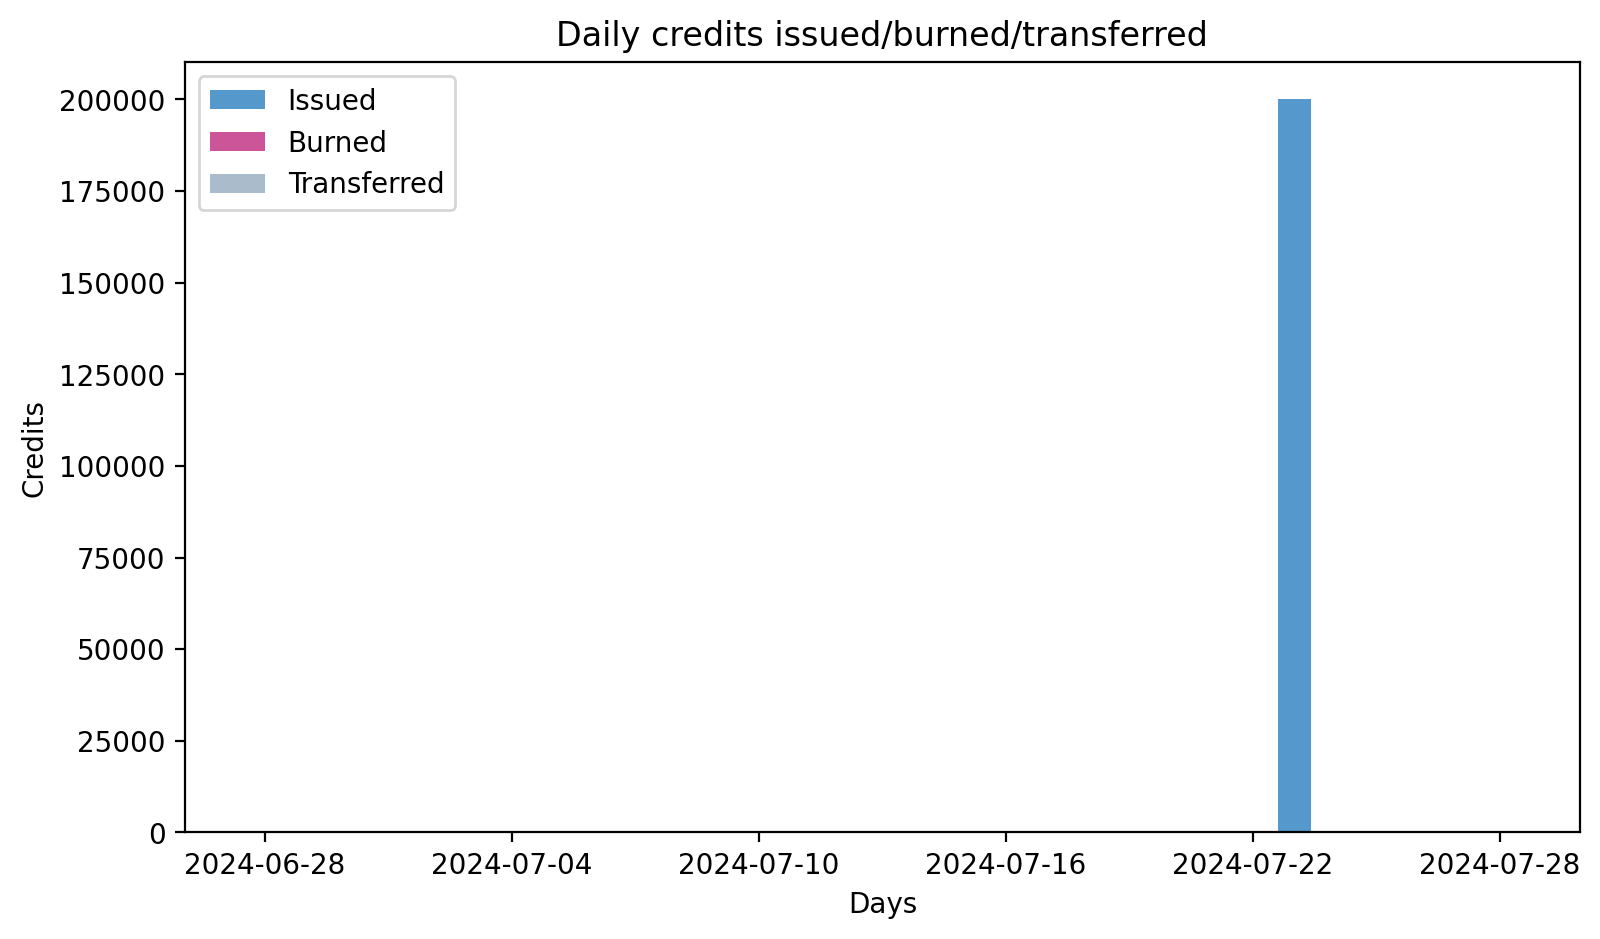 Daily credits issued/burned/transferred
Issued
Burned
Transferred
200000
175000
150000
125000
100000
75000
50000
25000
0
Credits
2024-06-28 2024-07-04 2024-07-10 2024-07-16 2024-07-22 2024-07-28
Days